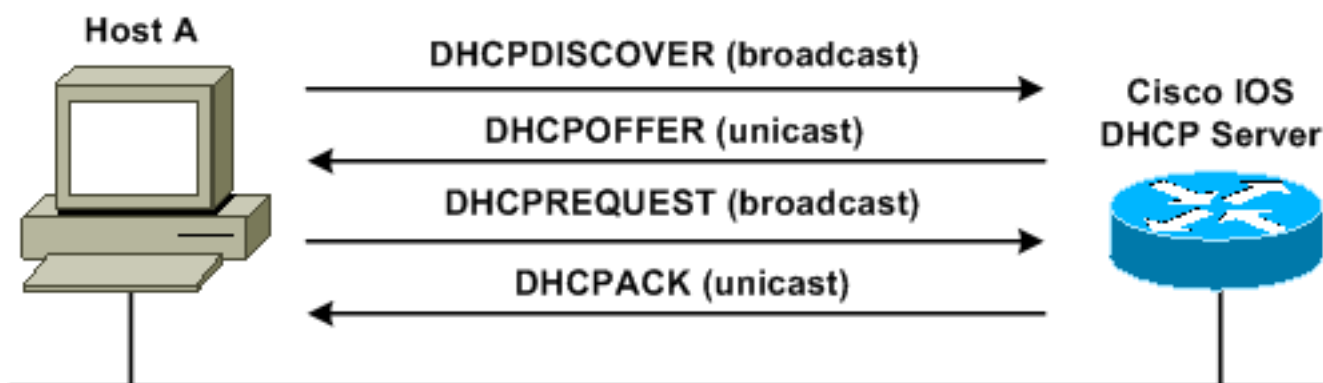 Host A
DHCPDISCOVER (broadcast)
Cisco IOS
DHCP Server
DHCPOFFER (unicast)
DHCPREQUEST (broadcast)
DHCPACK (unicast)